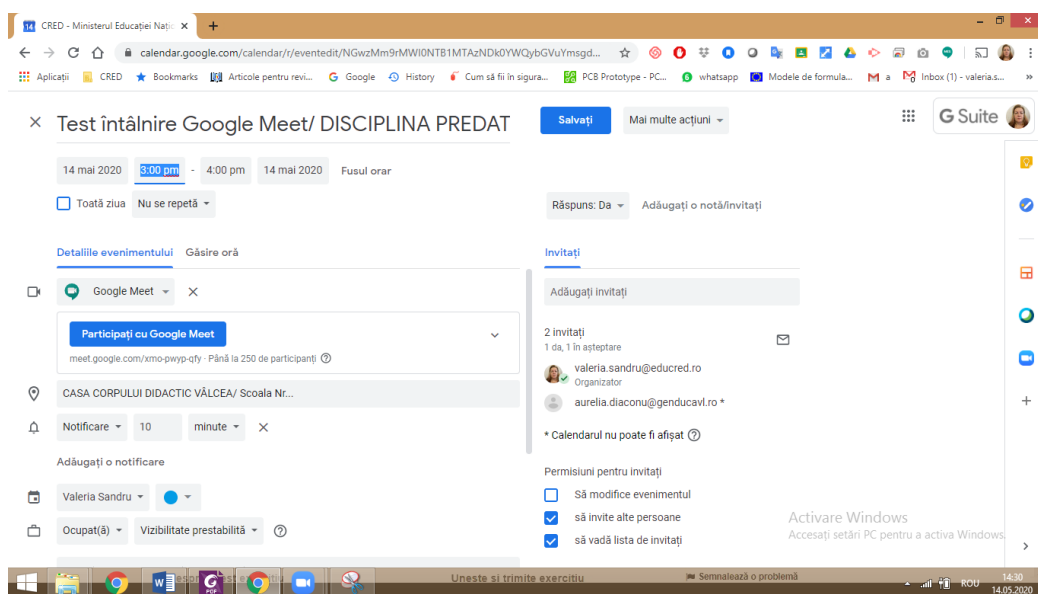 CRED - Ministerul Educației Națio
calendar.google.com/calendar/r/eventedit/NGwzMm9rMWI0NTB1MTAzNDk0YWQybGVuYmsgd...
Aplicații CRED Bookmarks Articole pentru revi... Google History Cum să fii în sigura... PCB Prototype - PC... whatsapp Modele de formula... a Inbox (1) - valeria.s... »
Test întâlnire Google Meet/ DISCIPLINA PREDAT
Salvați Mai multe acțiuni
G Suite
14 mai 2020 3:00 pm - 4:00 pm 14 mai 2020 Fusul orar
Toată ziua Nu se repetă
Răspuns: Da Adăugați o notă/invitați
Detaliile evenimentului Găsire oră
Invitați
Google Meet
Adăugați invitați
Participați cu Google Meet
meet.google.com/xmo-pwyp-qfy · Până la 250 de participanți
2 invitați
1 da, 1 în așteptare
valeria.sandru@educred.ro
Organizator
aurelia.diaconu@genducavl.ro *
CASA CORPULUI DIDACTIC VÂLCEA/ Scoala Nr...
Notificare 10 minute
* Calendarul nu poate fi afișat
Adăugați o notificare
Permisiuni pentru invitați
Valeria Sandru
Să modifice evenimentul
să invite alte persoane
Ocupat(ă) Vizibilitate prestabilită
să vadă lista de invitați
Activare Windows
Accesați setări PC pentru a activa Windows.
Uneste si trimite exercitiu
Semnalează o problemă
ROU
14:30
14.05.2020